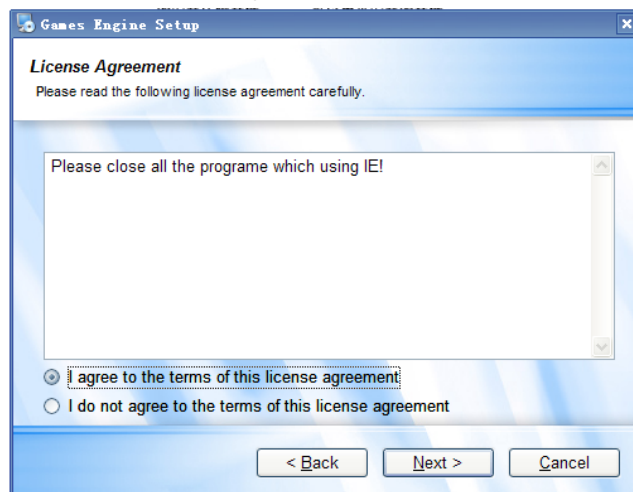 Games Engine Setup
License Agreement
Please read the following license agreement carefully.
Please close all the programe which using IE!
I agree to the terms of this license agreement
I do not agree to the terms of this license agreement
< Back Next > Cancel